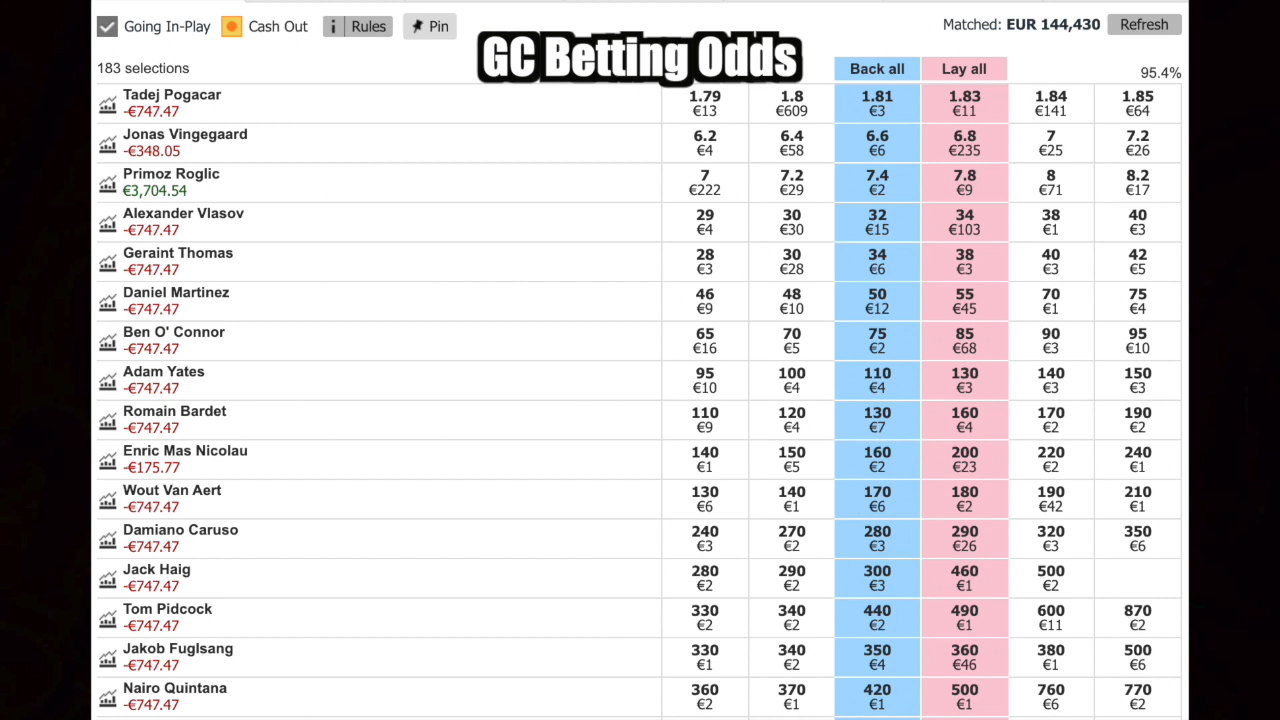 Going In-Play Cash Out i Rules Pin
Matched: EUR 144,430 Refresh
GC Betting Odds
183 selections Back all Lay all 95.4%
Tadej Pogacar 1.79 1.8 1.81 1.83 1.84 1.85
-€747.47 €13 €609 €3 €11 €141 €64
Jonas Vingegaard 6.2 6.4 6.6 6.8 7 7.2
-€348.05 €4 €58 €6 €235 €25 €26
Primoz Roglic 7 7.2 7.4 7.8 8 8.2
€3,704.54 €222 €29 €2 €9 €71 €17
Alexander Vlasov 29 30 32 34 38 40
-€747.47 €4 €30 €15 €103 €1 €3
Geraint Thomas 28 30 34 38 40 42
-€747.47 €3 €28 €6 €3 €3 €5
Daniel Martinez 46 48 50 55 70 75
-€747.47 €9 €10 €12 €45 €1 €4
Ben O' Connor 65 70 75 85 90 95
-€747.47 €16 €5 €2 €68 €3 €10
Adam Yates 95 100 110 130 140 150
-€747.47 €10 €4 €4 €3 €3 €3
Romain Bardet 110 120 130 160 170 190
-€747.47 €9 €4 €7 €4 €2 €2
Enric Mas Nicolau 140 150 160 200 220 240
-€175.77 €1 €5 €2 €23 €2 €1
Wout Van Aert 130 140 170 180 190 210
-€747.47 €6 €1 €6 €2 €42 €1
Damiano Caruso 240 270 280 290 320 350
-€747.47 €3 €2 €3 €26 €3 €6
Jack Haig 280 290 300 460 500
-€747.47 €2 €2 €3 €1 €2
Tom Pidcock 330 340 440 490 600 870
-€747.47 €2 €2 €2 €1 €11 €2
Jakob Fuglsang 330 340 350 360 380 500
-€747.47 €1 €2 €4 €46 €1 €6
Nairo Quintana 360 370 420 500 760 770
-€747.47 €2 €1 €1 €1 €6 €2